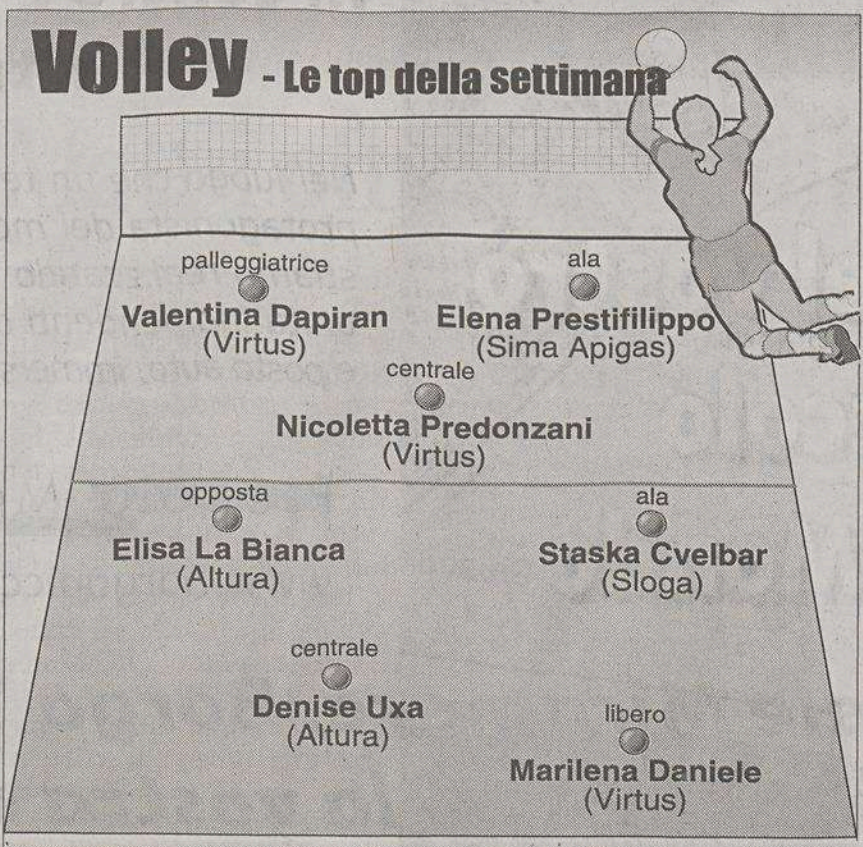 Volley - Le top della settimana
palleggiatrice
Valentina Dapiran
(Virtus)
ala
Elena Prestifilippo
(Sima Apigas)
centrale
Nicoletta Predonzani
(Virtus)
opposta
Elisa La Bianca
(Altura)
ala
Staska Cvelbar
(Sloga)
centrale
Denise Uxa
(Altura)
libero
Marilena Daniele
(Virtus)